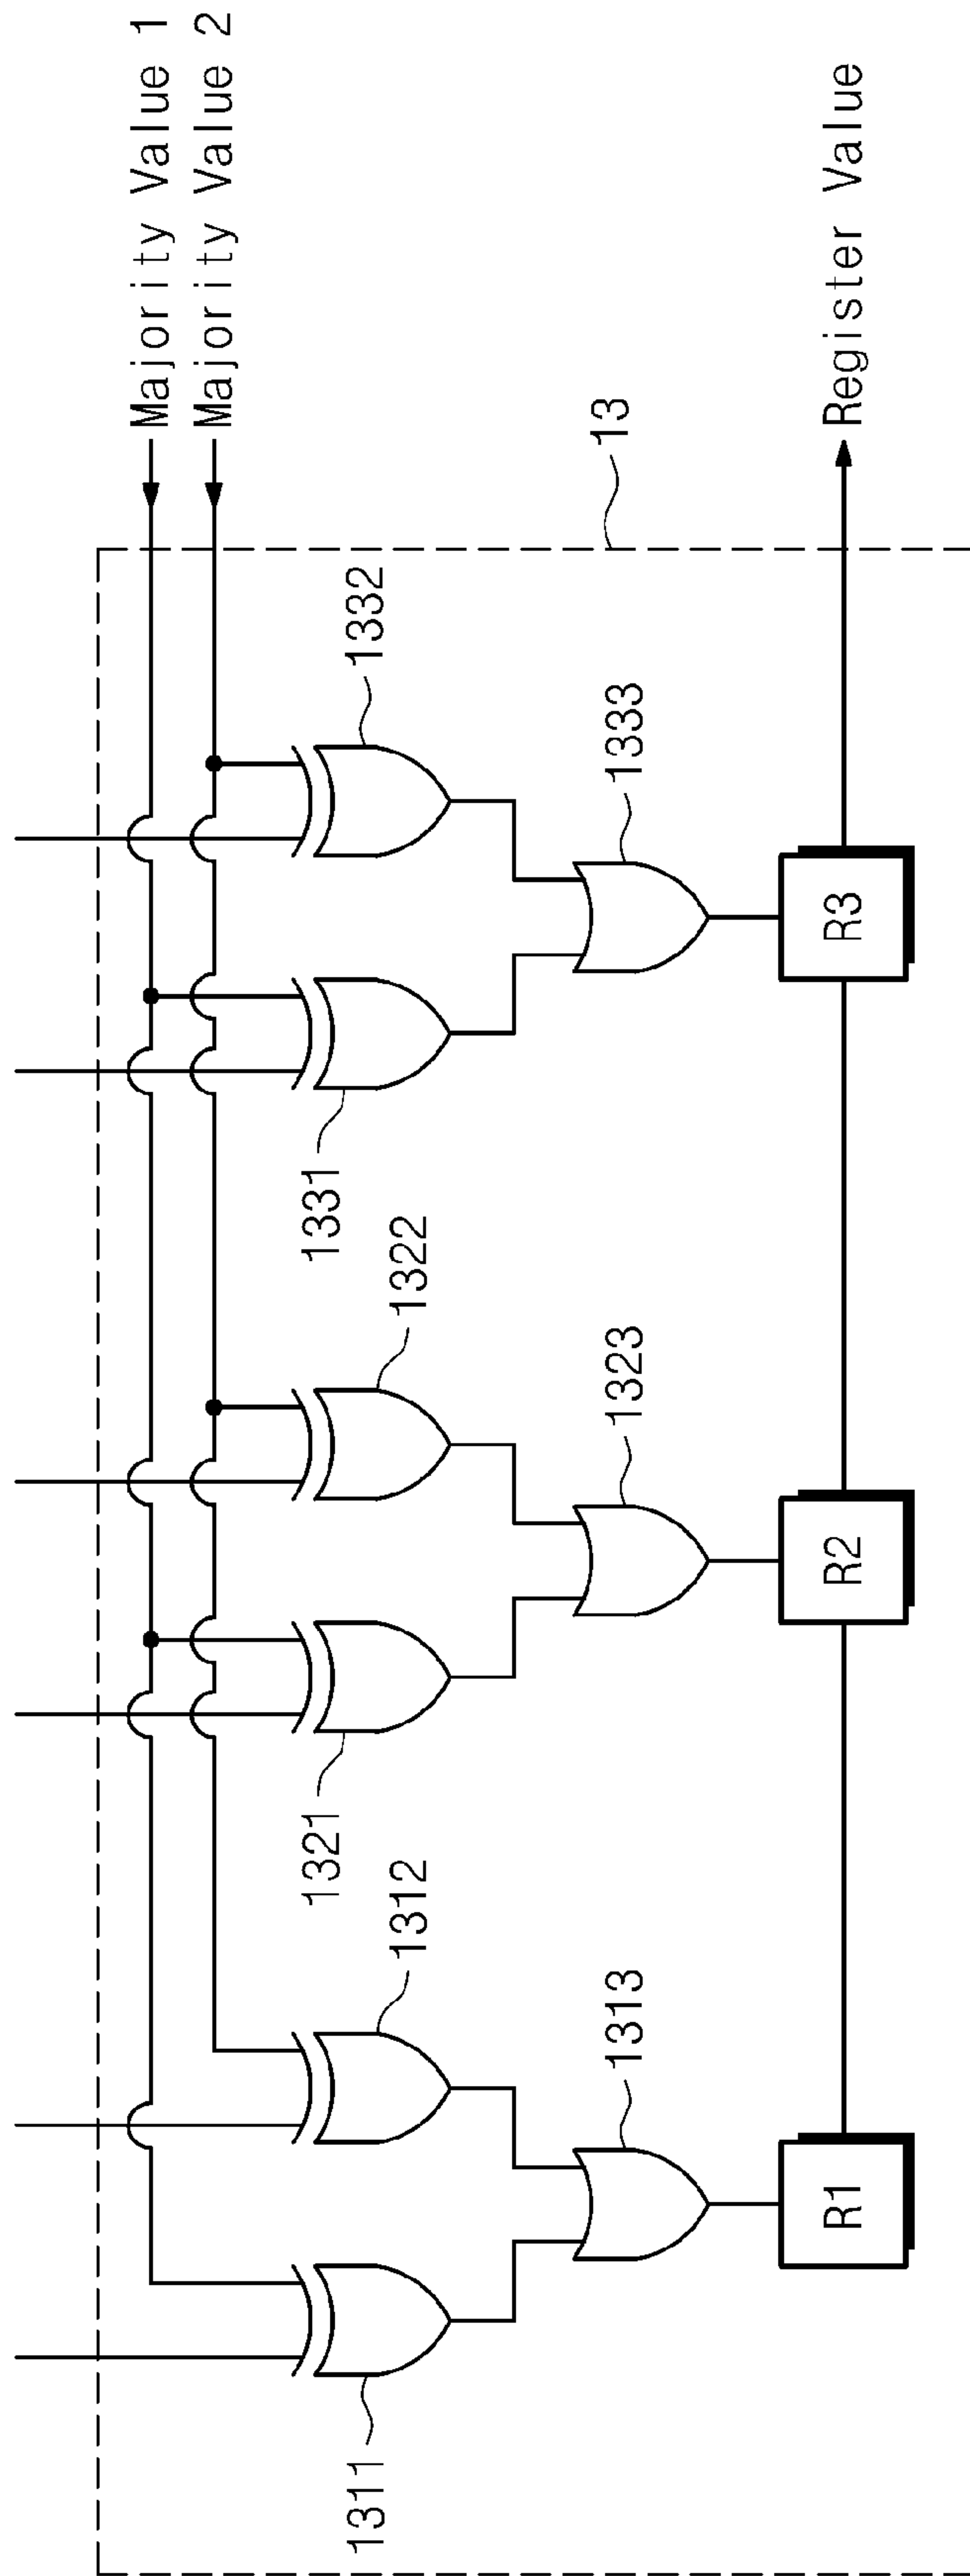 Majority Value 1
Majority Value 2
13
1332
1331
1333
1322
1321
1323
1312
1311
1313
R1
R2
R3
Register Value